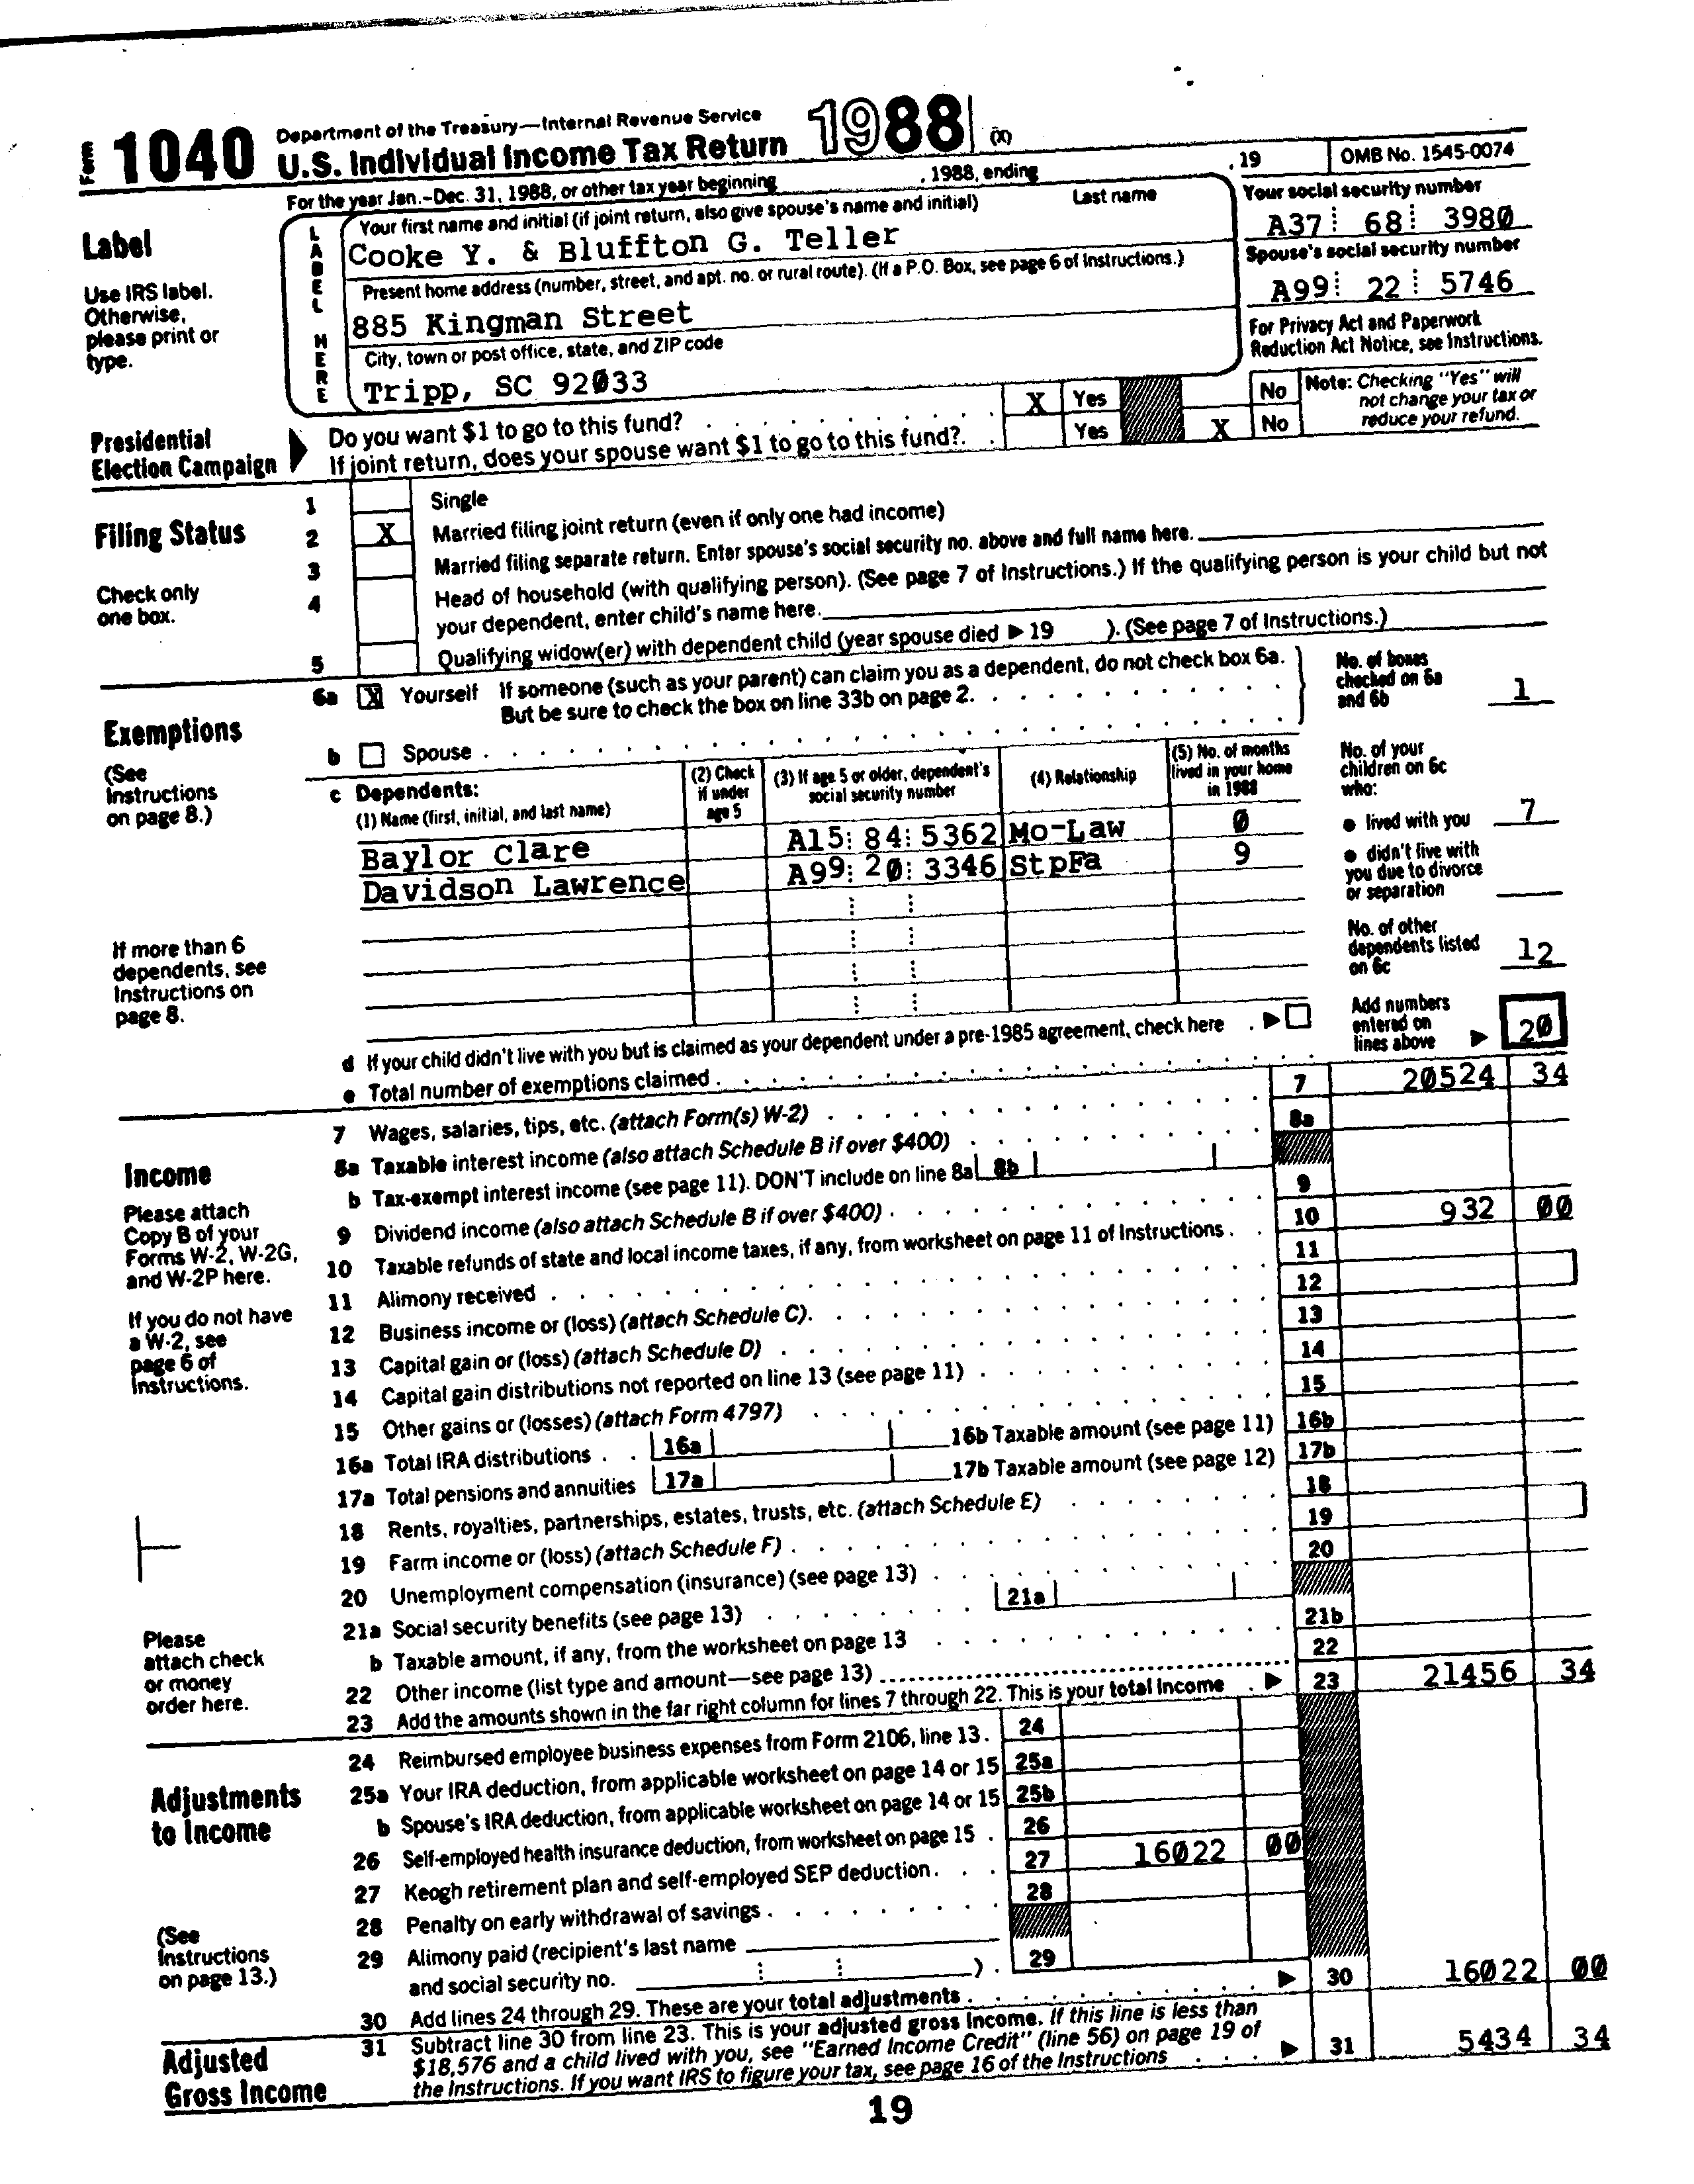 Form 1040 Department of the Treasury—Internal Revenue Service
U.S. Individual Income Tax Return 1988 (X)
For the year Jan.–Dec. 31, 1988, or other tax year beginning , 1988, ending , 19 OMB No. 1545-0074
Label
Use IRS label.
Otherwise,
please print or
type.
LABEL HERE
Your first name and initial (if joint return, also give spouse's name and initial) Last name
Cooke Y. & Bluffton G. Teller
Present home address (number, street, and apt. no. or rural route). (If a P.O. Box, see page 6 of Instructions.)
885 Kingman Street
City, town or post office, state, and ZIP code
Tripp, SC 92033
Your social security number
A37 68 3980
Spouse's social security number
A99 22 5746
For Privacy Act and Paperwork
Reduction Act Notice, see Instructions.
Presidential
Election Campaign
Do you want $1 to go to this fund? X Yes No
If joint return, does your spouse want $1 to go to this fund? Yes X No
Note: Checking "Yes" will
not change your tax or
reduce your refund.
Filing Status
Check only
one box.
1 Single
2 X Married filing joint return (even if only one had income)
3 Married filing separate return. Enter spouse's social security no. above and full name here.
4 Head of household (with qualifying person). (See page 7 of Instructions.) If the qualifying person is your child but not
your dependent, enter child's name here.
5 Qualifying widow(er) with dependent child (year spouse died ▶ 19 ). (See page 7 of Instructions.)
Exemptions
(See
Instructions
on page 8.)
If more than 6
dependents, see
Instructions on
page 8.
6a X Yourself If someone (such as your parent) can claim you as a dependent, do not check box 6a.
But be sure to check the box on line 33b on page 2.
b Spouse
No. of boxes
checked on 6a
and 6b 1
c Dependents:
(1) Name (first, initial, and last name)
(2) Check
if under
age 5
(3) If age 5 or older, dependent's
social security number
(4) Relationship
(5) No. of months
lived in your home
in 1988
Baylor Clare A15 84 5362 Mo-Law 0
Davidson Lawrence A99 20 3346 StpFa 9
No. of your
children on 6c
who:
● lived with you 7
● didn't live with
you due to divorce
or separation
No. of other
dependents listed
on 6c 12
d If your child didn't live with you but is claimed as your dependent under a pre-1985 agreement, check here ▶
e Total number of exemptions claimed
Add numbers
entered on
lines above ▶ 20
Income
Please attach
Copy B of your
Forms W-2, W-2G,
and W-2P here.
If you do not have
a W-2, see
page 6 of
Instructions.
Please
attach check
or money
order here.
7 Wages, salaries, tips, etc. (attach Form(s) W-2) 7 20524 34
8a Taxable interest income (also attach Schedule B if over $400) 8a
b Tax-exempt interest income (see page 11). DON'T include on line 8a 8b
9 Dividend income (also attach Schedule B if over $400) 9
10 Taxable refunds of state and local income taxes, if any, from worksheet on page 11 of Instructions 10 932 00
11 Alimony received 11
12 Business income or (loss) (attach Schedule C) 12
13 Capital gain or (loss) (attach Schedule D) 13
14 Capital gain distributions not reported on line 13 (see page 11) 14
15 Other gains or (losses) (attach Form 4797) 15
16a Total IRA distributions 16a 16b Taxable amount (see page 11) 16b
17a Total pensions and annuities 17a 17b Taxable amount (see page 12) 17b
18 Rents, royalties, partnerships, estates, trusts, etc. (attach Schedule E) 18
19 Farm income or (loss) (attach Schedule F) 19
20 Unemployment compensation (insurance) (see page 13) 20
21a Social security benefits (see page 13) 21a
b Taxable amount, if any, from the worksheet on page 13 21b
22 Other income (list type and amount—see page 13) 22
23 Add the amounts shown in the far right column for lines 7 through 22. This is your total income ▶ 23 21456 34
Adjustments
to Income
(See
Instructions
on page 13.)
24 Reimbursed employee business expenses from Form 2106, line 13. 24
25a Your IRA deduction, from applicable worksheet on page 14 or 15 25a
b Spouse's IRA deduction, from applicable worksheet on page 14 or 15 25b
26 Self-employed health insurance deduction, from worksheet on page 15 26
27 Keogh retirement plan and self-employed SEP deduction 27 16022 00
28 Penalty on early withdrawal of savings 28
29 Alimony paid (recipient's last name
and social security no. ). 29
30 Add lines 24 through 29. These are your total adjustments ▶ 30 16022 00
Adjusted
Gross Income
31 Subtract line 30 from line 23. This is your adjusted gross income. If this line is less than
$18,576 and a child lived with you, see "Earned Income Credit" (line 56) on page 19 of
the Instructions. If you want IRS to figure your tax, see page 16 of the Instructions ▶ 31 5434 34
19